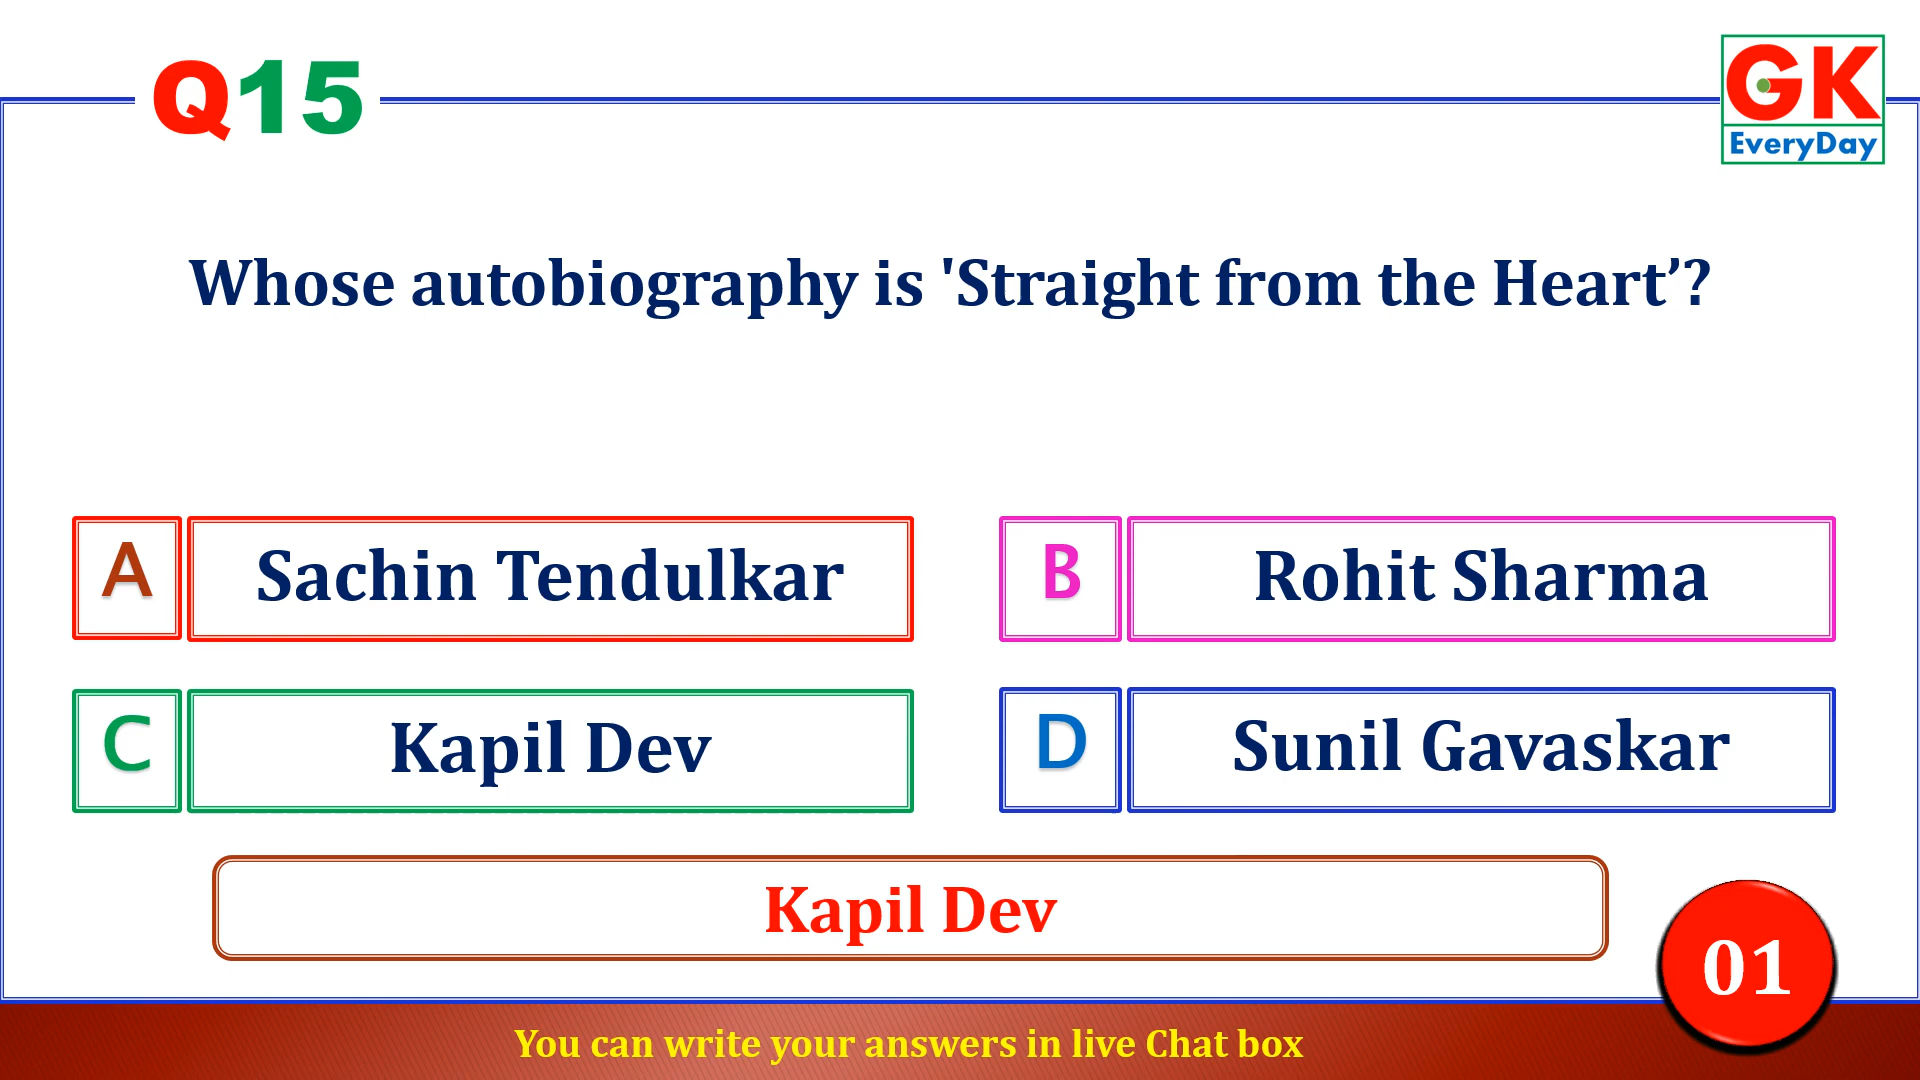 Q15
GK
EveryDay
Whose autobiography is 'Straight from the Heart’?
A
Sachin Tendulkar
B
Rohit Sharma
C
Kapil Dev
D
Sunil Gavaskar
Kapil Dev
01
You can write your answers in live Chat box